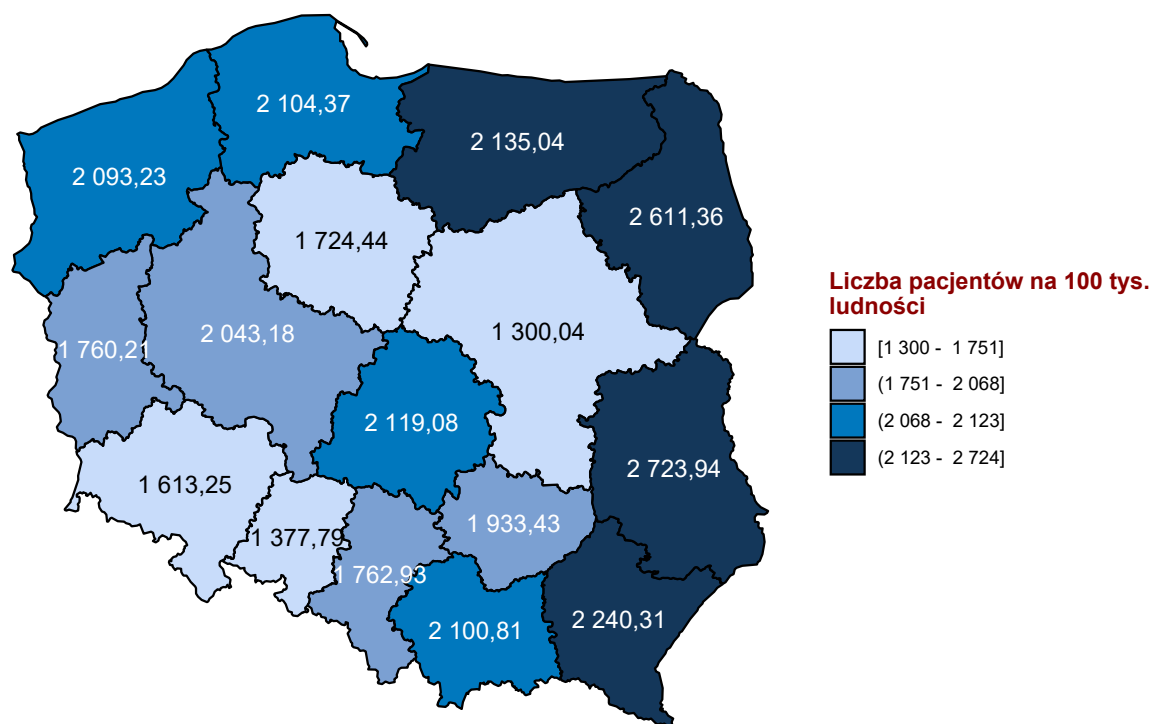 2 104,37
2 135,04
2 093,23
2 611,36
1 724,44
1 300,04
2 043,18
1 760,21
2 119,08
2 723,94
1 613,25
1 933,43
1 377,79
1 762,93
2 240,31
2 100,81
Liczba pacjentów na 100 tys.
ludności
[1 300 - 1 751]
(1 751 - 2 068]
(2 068 - 2 123]
(2 123 - 2 724]